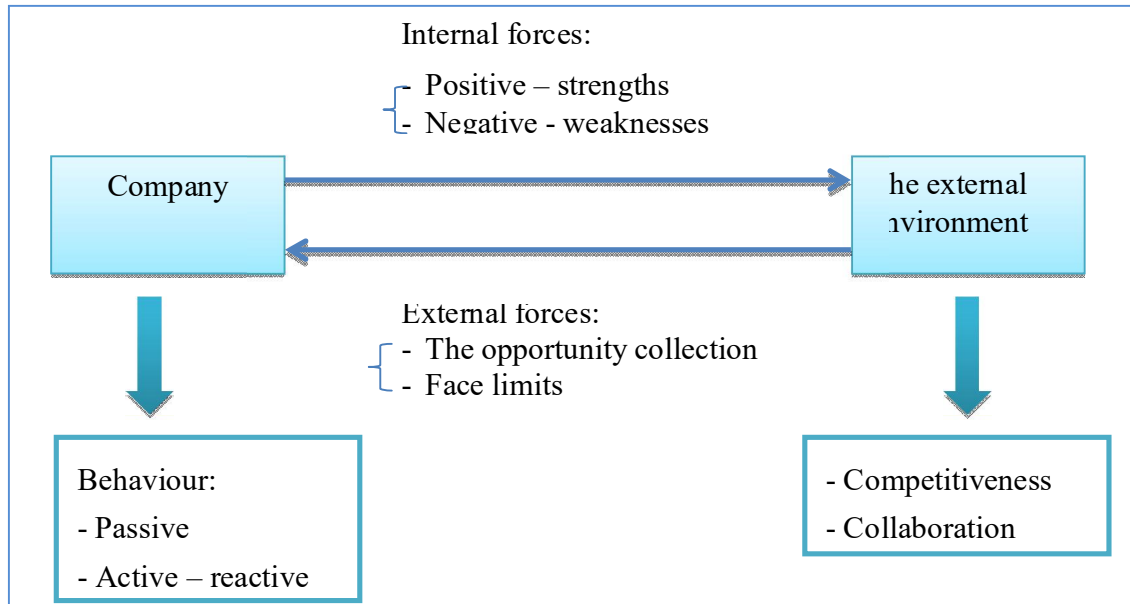 Internal forces:
- Positive – strengths
- Negative - weaknesses
Company
he external
nvironment
External forces:
- The opportunity collection
- Face limits
Behaviour:
- Passive
- Active – reactive
- Competitiveness
- Collaboration